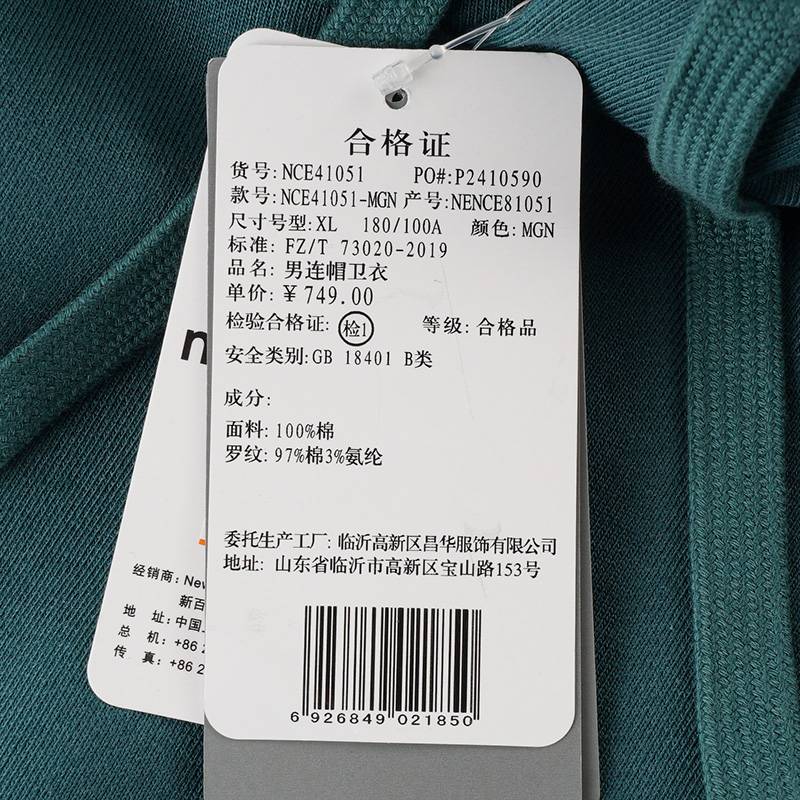 合格证
货号: NCE41051 PO#:P2410590
款号: NCE41051-MGN 产号: NENCE81051
尺寸号型: XL 180/100A 颜色: MGN
标准: FZ/T 73020-2019
品名: 男连帽卫衣
单价: ¥749.00
检验合格证: 检1 等级: 合格品
安全类别: GB 18401 B类
成分:
面料: 100%棉
罗纹: 97%棉3%氨纶
委托生产工厂: 临沂高新区昌华服饰有限公司
地址: 山东省临沂市高新区宝山路153号
6 926849 021850
n
经销商: New
新百
地 址: 中国
总 机: +86 2
传 真: +86 2